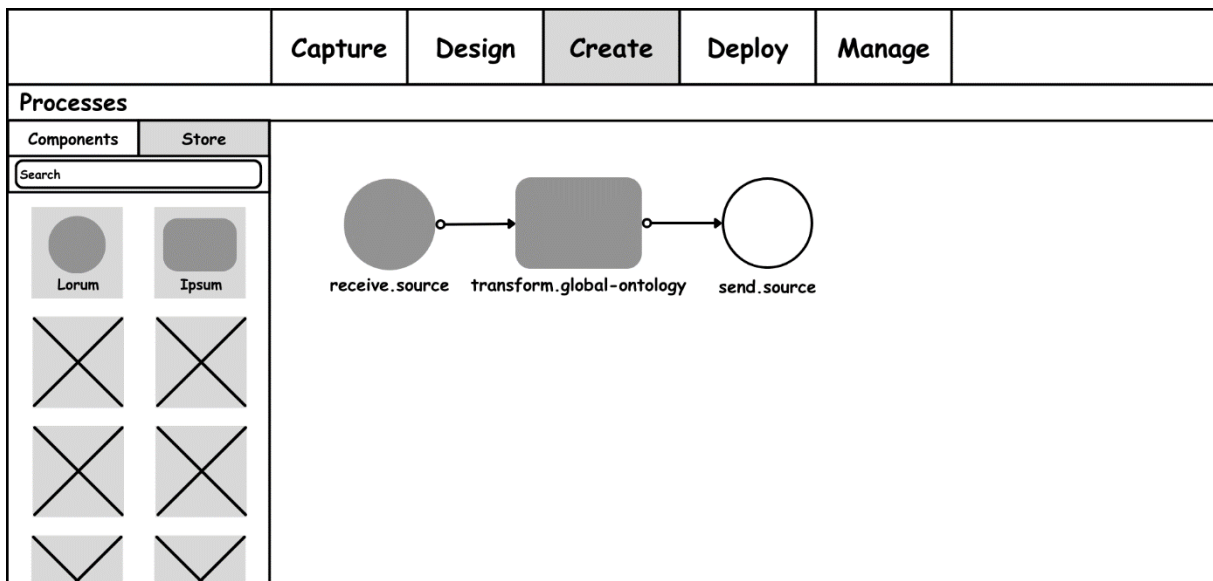 Capture Design Create Deploy Manage
Processes
Components Store
Search
Lorum Ipsum
receive.source transform.global-ontology send.source